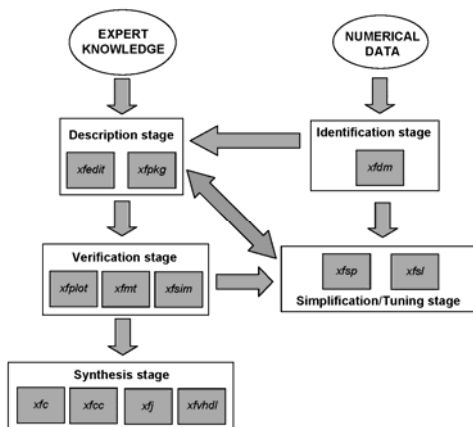 EXPERT
KNOWLEDGE
NUMERICAL
DATA
Description stage
xfedit xfpkg
Identification stage
xfdm
Verification stage
xfplot xfmt xfsim
xfsp xfsl
Simplification/Tuning stage
Synthesis stage
xfc xfcc xfj xfvhdl